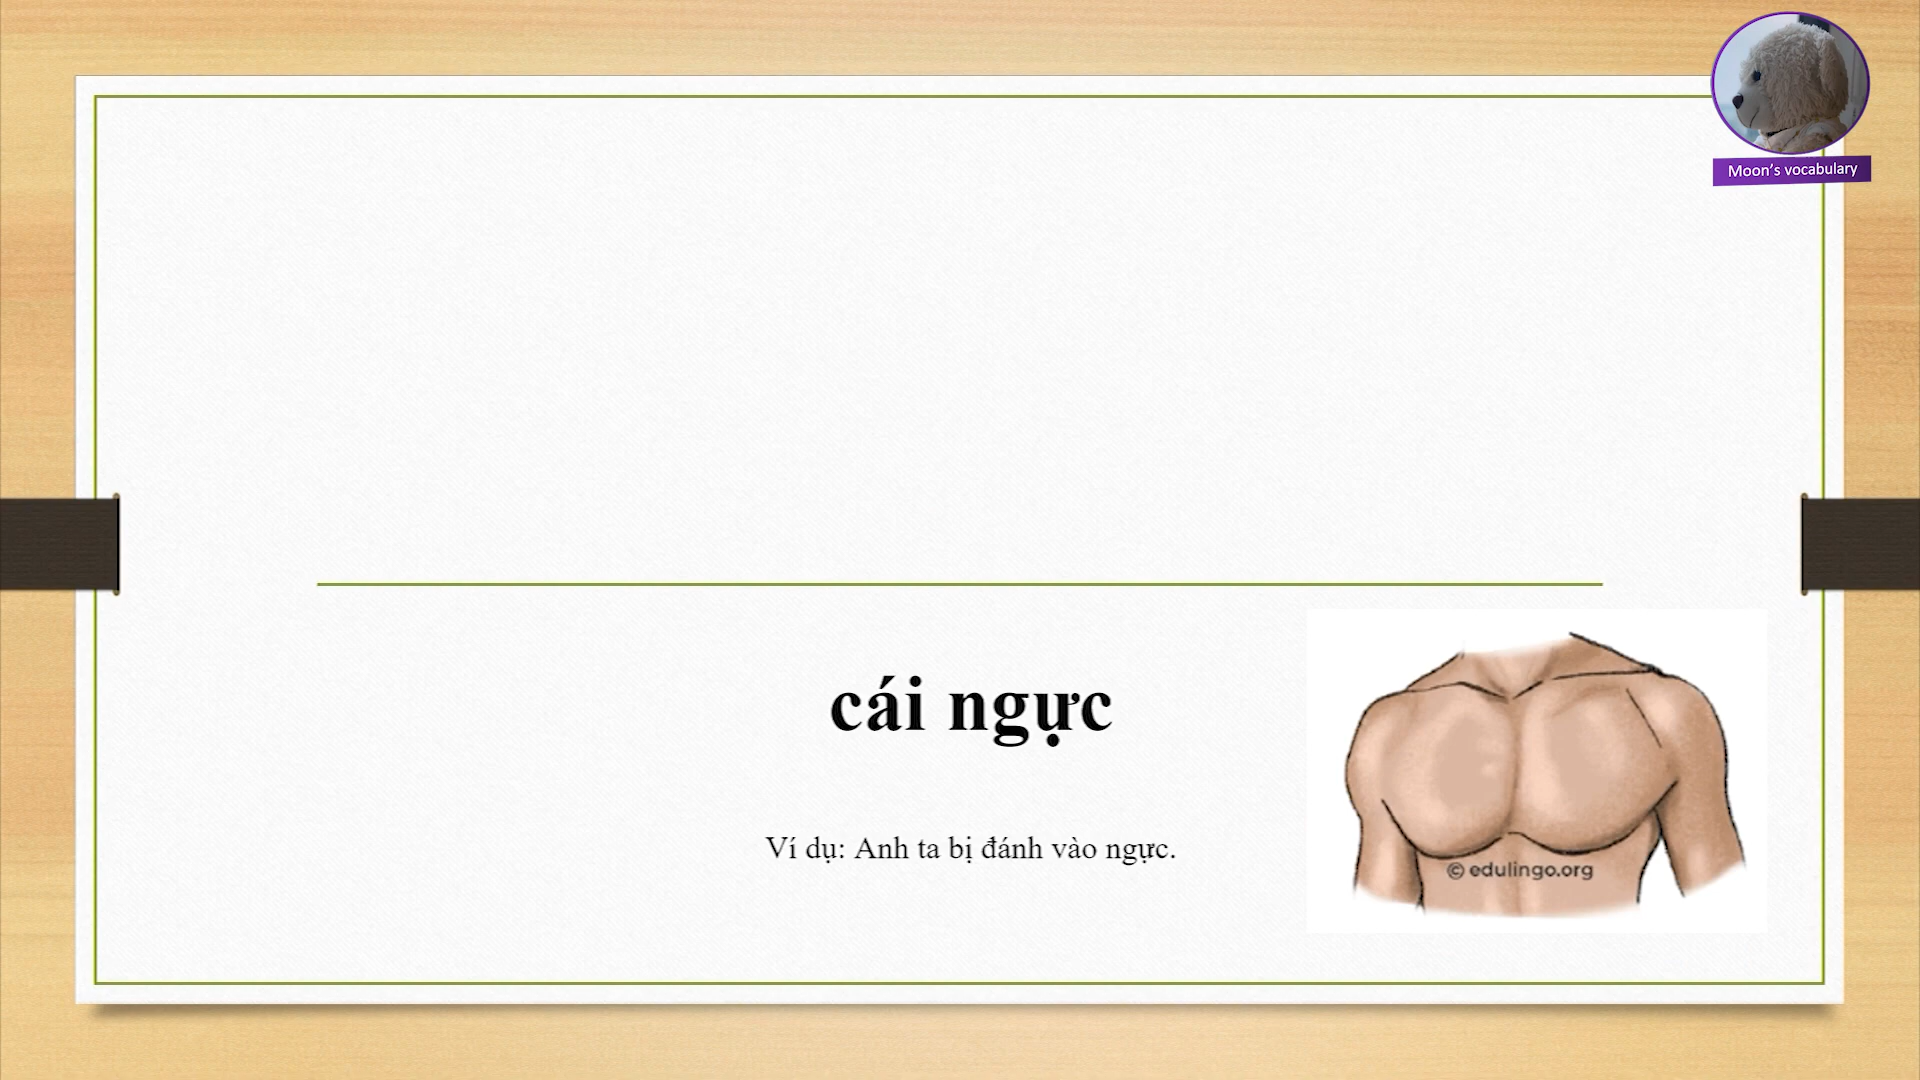 Moon's vocabulary
cái ngực
Ví dụ: Anh ta bị đánh vào ngực.
© edulingo.org